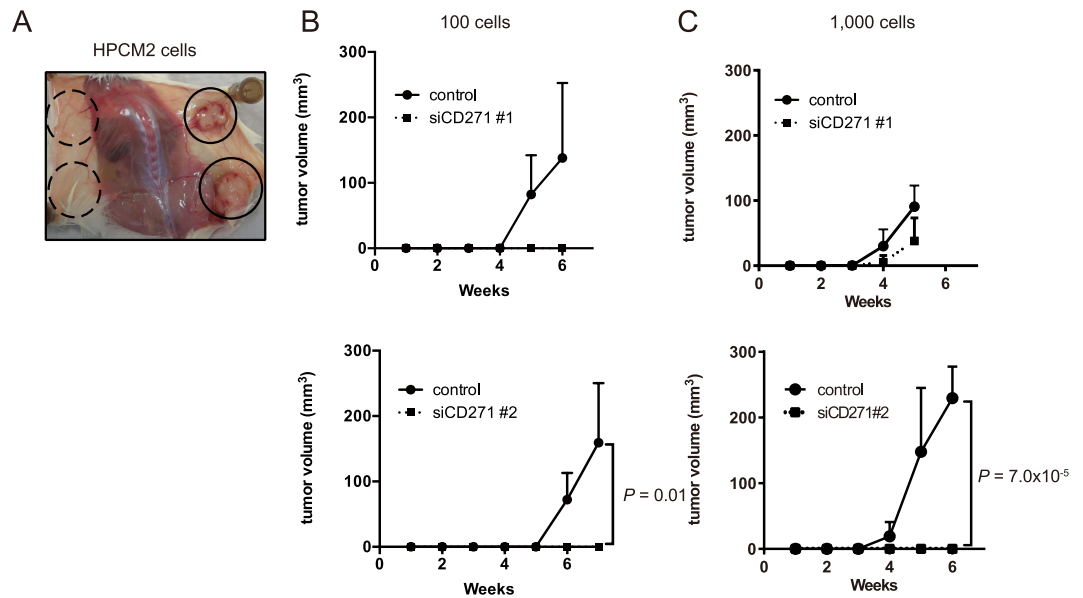 A
HPCM2 cells
B
100 cells
300
200
100
0
tumor volume (mm³)
control
siCD271 #1
0 2 4 6
Weeks
C
1,000 cells
300
200
100
0
tumor volume (mm³)
control
siCD271 #1
0 2 4 6
Weeks
300
200
100
0
tumor volume (mm³)
control
siCD271 #2
P = 0.01
0 2 4 6
Weeks
300
200
100
0
tumor volume (mm³)
control
siCD271#2
P = 7.0x10⁻⁵
0 2 4 6
Weeks